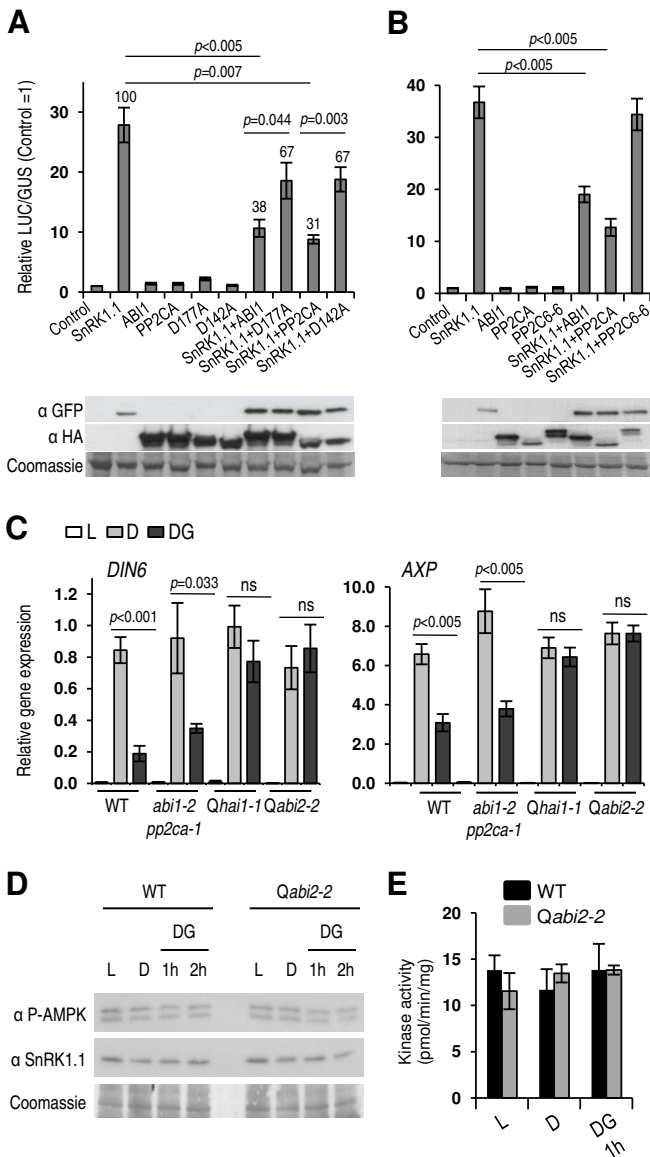 A
p<0.005
p=0.007
Relative LUC/GUS (Control =1)
30
20
10
0
100
p=0.044
p=0.003
38
67
31
67
Control
SnRK1.1
ABI1
PP2CA
D177A
D142A
SnRK1.1+ABI1
SnRK1.1+D177A
SnRK1.1+PP2CA
SnRK1.1+D142A
α GFP
α HA
Coomassie
B
p<0.005
p<0.005
40
30
20
10
0
Control
SnRK1.1
ABI1
PP2CA
PP2C6-6
SnRK1.1+ABI1
SnRK1.1+PP2CA
SnRK1.1+PP2C6-6
C
L D DG
DIN6
Relative gene expression
1.2
1.0
0.8
0.6
0.4
0.2
0.0
p<0.001
p=0.033
ns
ns
WT
abi1-2
pp2ca-1
Qhai1-1
Qabi2-2
AXP
10.0
8.0
6.0
4.0
2.0
0.0
p<0.005
p<0.005
ns
ns
WT
abi1-2
pp2ca-1
Qhai1-1
Qabi2-2
D
WT
Qabi2-2
DG
DG
L D 1h 2h
L D 1h 2h
α P-AMPK
α SnRK1.1
Coomassie
E
WT
Qabi2-2
Kinase activity
(pmol/min/mg)
20
15
10
5
0
L
D
DG
1h